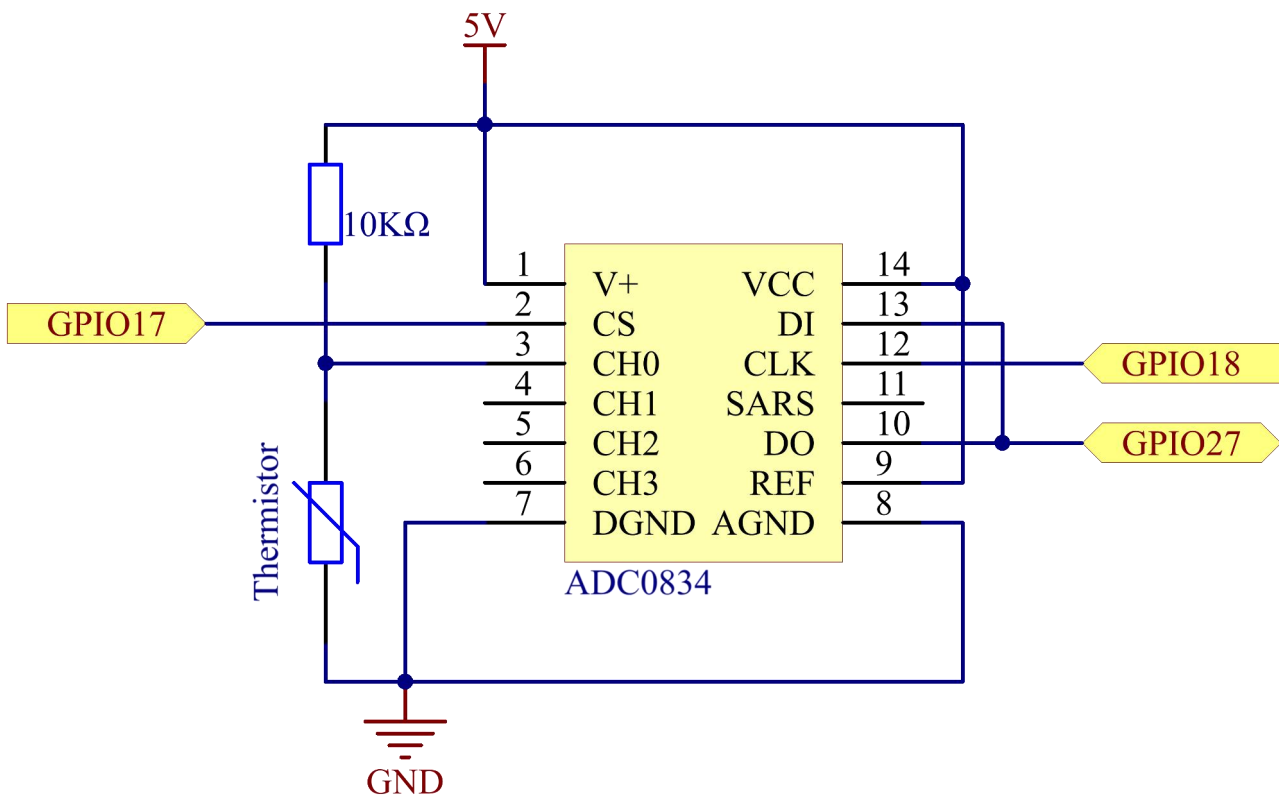 5V
10KΩ
GPIO17
1
V+
VCC
14
2
CS
DI
13
3
CH0
CLK
12
GPIO18
4
CH1
SARS
11
5
CH2
DO
10
GPIO27
6
CH3
REF
9
7
DGND
AGND
8
Thermistor
ADC0834
GND